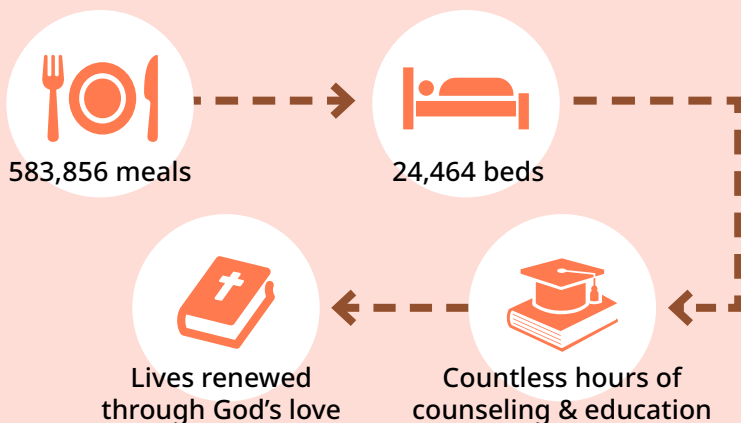 583,856 meals
24,464 beds
Countless hours of
counseling & education
Lives renewed
through God's love